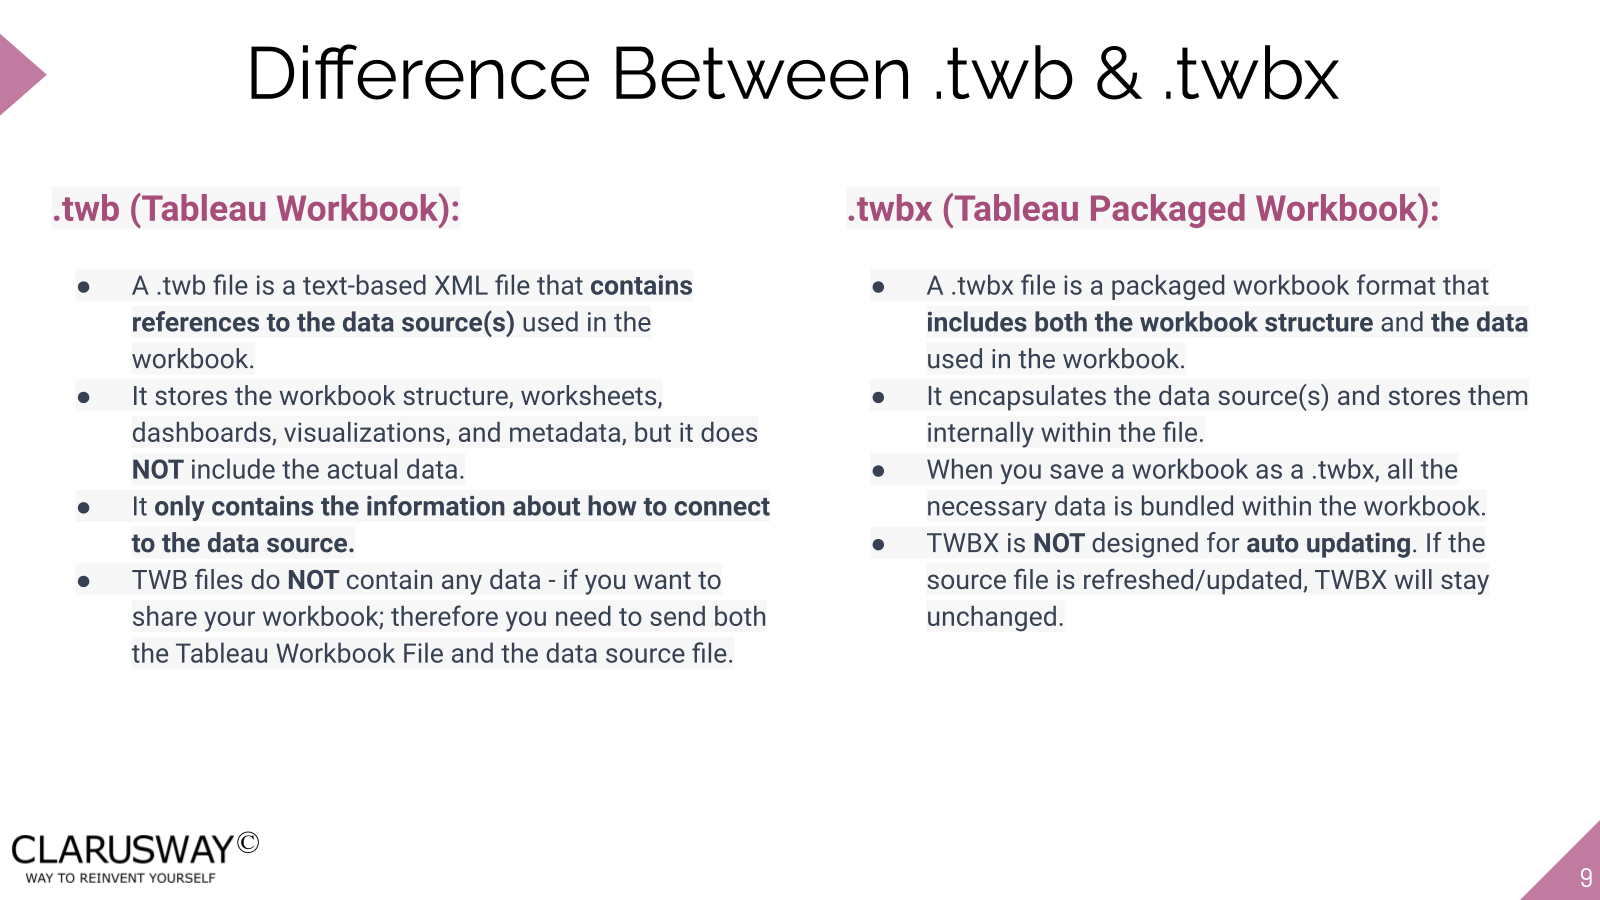 Difference Between .twb & .twbx
.twb (Tableau Workbook):
● A .twb file is a text-based XML file that contains
references to the data source(s) used in the
workbook.
● It stores the workbook structure, worksheets,
dashboards, visualizations, and metadata, but it does
NOT include the actual data.
● It only contains the information about how to connect
to the data source.
● TWB files do NOT contain any data - if you want to
share your workbook; therefore you need to send both
the Tableau Workbook File and the data source file.
.twbx (Tableau Packaged Workbook):
● A .twbx file is a packaged workbook format that
includes both the workbook structure and the data
used in the workbook.
● It encapsulates the data source(s) and stores them
internally within the file.
● When you save a workbook as a .twbx, all the
necessary data is bundled within the workbook.
● TWBX is NOT designed for auto updating. If the
source file is refreshed/updated, TWBX will stay
unchanged.
CLARUSWAY©
WAY TO REINVENT YOURSELF
9